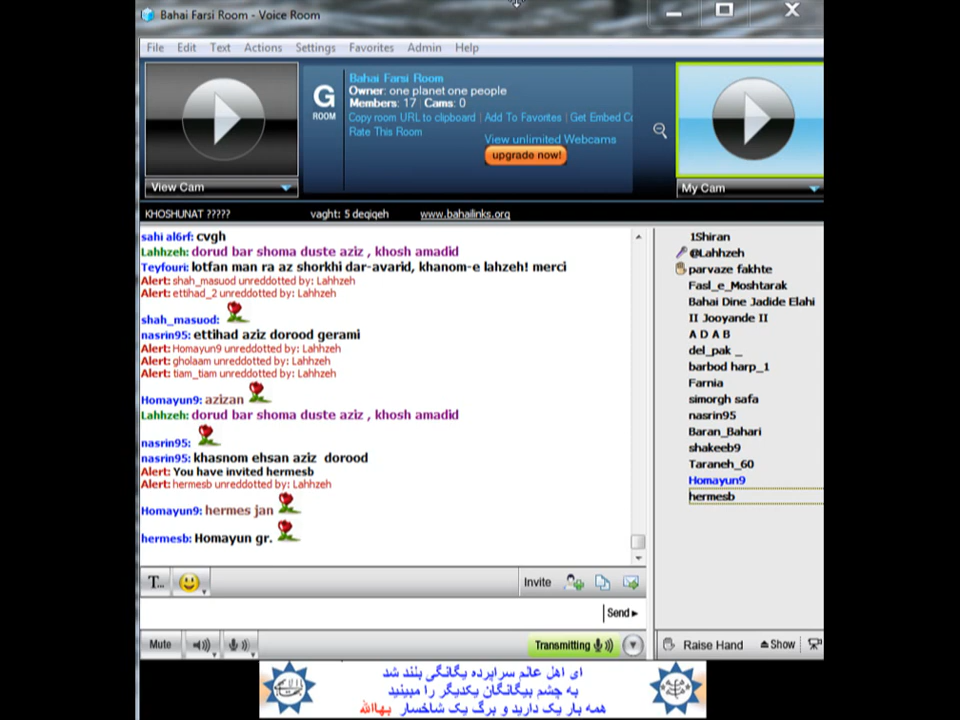 Bahai Farsi Room - Voice Room
File Edit Text Actions Settings Favorites Admin Help
G
ROOM
Bahai Farsi Room
Owner: one planet one people
Members: 17 | Cams: 0
Copy room URL to clipboard | Add To Favorites | Get Embed Co
Rate This Room
View unlimited Webcams
upgrade now!
View Cam
My Cam
KHOSHUNAT ????? vaght: 5 deqiqeh www.bahailinks.org
sahi al6rf: cvgh
Lahhzeh: dorud bar shoma duste aziz , khosh amadid
Teyfouri: lotfan man ra az shorkhi dar-avarid, khanom-e lahzeh! merci
Alert: shah_masuod unreddotted by: Lahhzeh
Alert: ettihad_2 unreddotted by: Lahhzeh
shah_masuod:
nasrin95: ettihad aziz dorood gerami
Alert: Homayun9 unreddotted by: Lahhzeh
Alert: gholaam unreddotted by: Lahhzeh
Alert: tiam_tiam unreddotted by: Lahhzeh
Homayun9: azizan
Lahhzeh: dorud bar shoma duste aziz , khosh amadid
nasrin95:
nasrin95: khasnom ehsan aziz dorood
Alert: You have invited hermesb
Alert: hermesb unreddotted by: Lahhzeh
Homayun9: hermes jan
hermesb: Homayun gr.
1Shiran
@Lahhzeh
parvaze fakhte
Fasl_e_Moshtarak
Bahai Dine Jadide Elahi
II Jooyande II
A D A B
del_pak _
barbod harp_1
Farnia
simorgh safa
nasrin95
Baran_Bahari
shakeeb9
Taraneh_60
Homayun9
hermesb
T... Invite
Send
Mute Transmitting Raise Hand Show
ای اهل عالم سراپرده یگانگی بلند شد
به چشم بیگانگان یکدیگر را مبینید
همه بار یک دارید و برگ یک شاخسار بهاالله